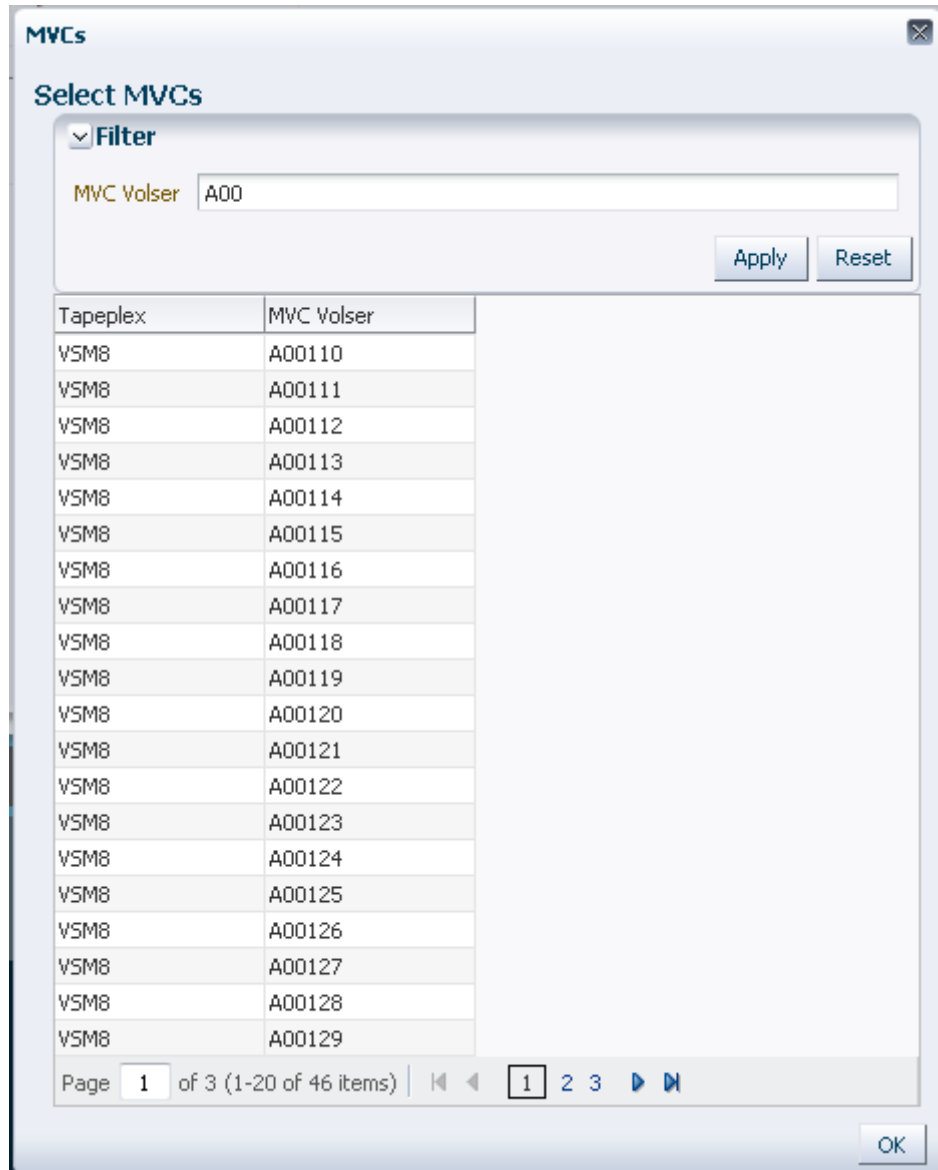 MVCs
Select MVCs
Filter
MVC Volser A00
Apply Reset
Tapeplex MVC Volser
VSM8 A00110
VSM8 A00111
VSM8 A00112
VSM8 A00113
VSM8 A00114
VSM8 A00115
VSM8 A00116
VSM8 A00117
VSM8 A00118
VSM8 A00119
VSM8 A00120
VSM8 A00121
VSM8 A00122
VSM8 A00123
VSM8 A00124
VSM8 A00125
VSM8 A00126
VSM8 A00127
VSM8 A00128
VSM8 A00129
Page 1 of 3 (1-20 of 46 items) 1 2 3
OK